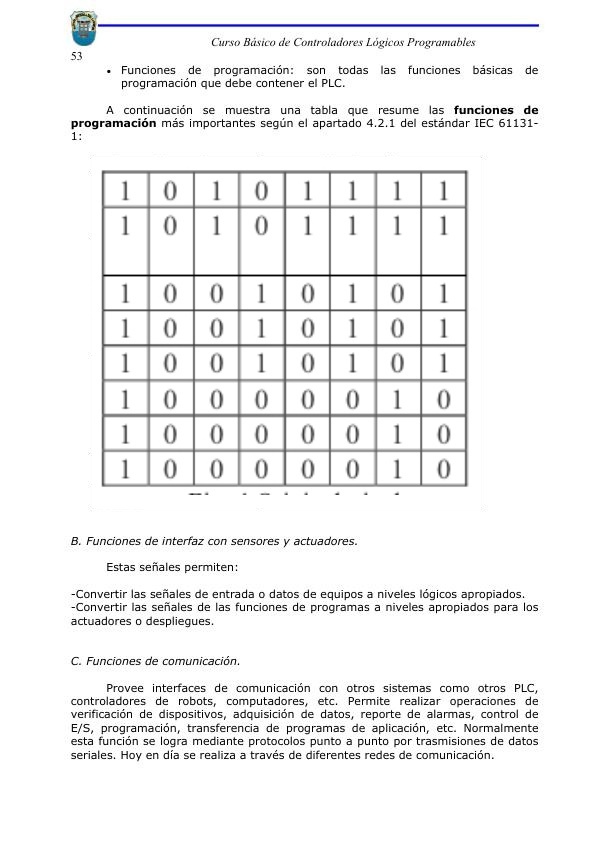 Curso Básico de Controladores Lógicos Programables
53
• Funciones de programación: son todas las funciones básicas de
programación que debe contener el PLC.
A continuación se muestra una tabla que resume las funciones de
programación más importantes según el apartado 4.2.1 del estándar IEC 61131-
1:
1 0 1 0 1 1 1 1
1 0 1 0 1 1 1 1
1 0 0 1 0 1 0 1
1 0 0 1 0 1 0 1
1 0 0 1 0 1 0 1
1 0 0 0 0 0 1 0
1 0 0 0 0 0 1 0
1 0 0 0 0 0 1 0
B. Funciones de interfaz con sensores y actuadores.
Estas señales permiten:
-Convertir las señales de entrada o datos de equipos a niveles lógicos apropiados.
-Convertir las señales de las funciones de programas a niveles apropiados para los
actuadores o despliegues.
C. Funciones de comunicación.
Provee interfaces de comunicación con otros sistemas como otros PLC,
controladores de robots, computadores, etc. Permite realizar operaciones de
verificación de dispositivos, adquisición de datos, reporte de alarmas, control de
E/S, programación, transferencia de programas de aplicación, etc. Normalmente
esta función se logra mediante protocolos punto a punto por trasmisiones de datos
seriales. Hoy en día se realiza a través de diferentes redes de comunicación.